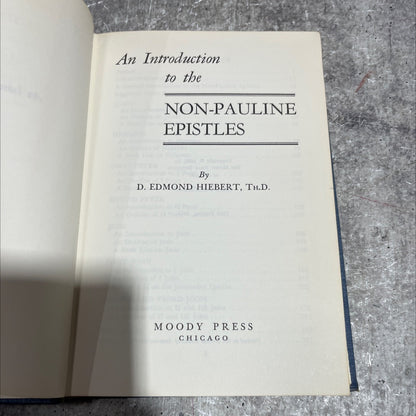 An Introduction
to the
NON-PAULINE
EPISTLES
By
D. EDMOND HIEBERT, TH.D.
MOODY PRESS
CHICAGO